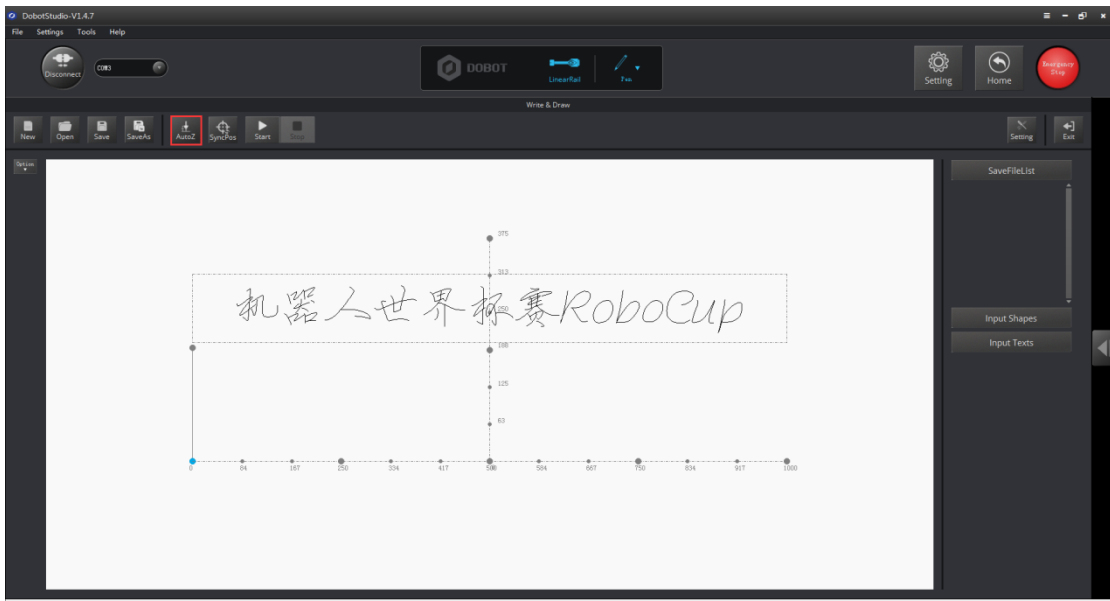 DobotStudio-V1.4.7
File Settings Tools Help
Disconnect COM3 DOBOT LinearRail Pen Setting Home Emergency Stop
Write & Draw
New Open Save SaveAs AutoZ SyncPos Start Stop Setting Exit
Option SaveFileList
375
313
机器人世界杯赛RoboCup
250
188
Input Shapes
Input Texts
125
63
0 84 167 250 334 417 500 584 667 750 834 917 1000